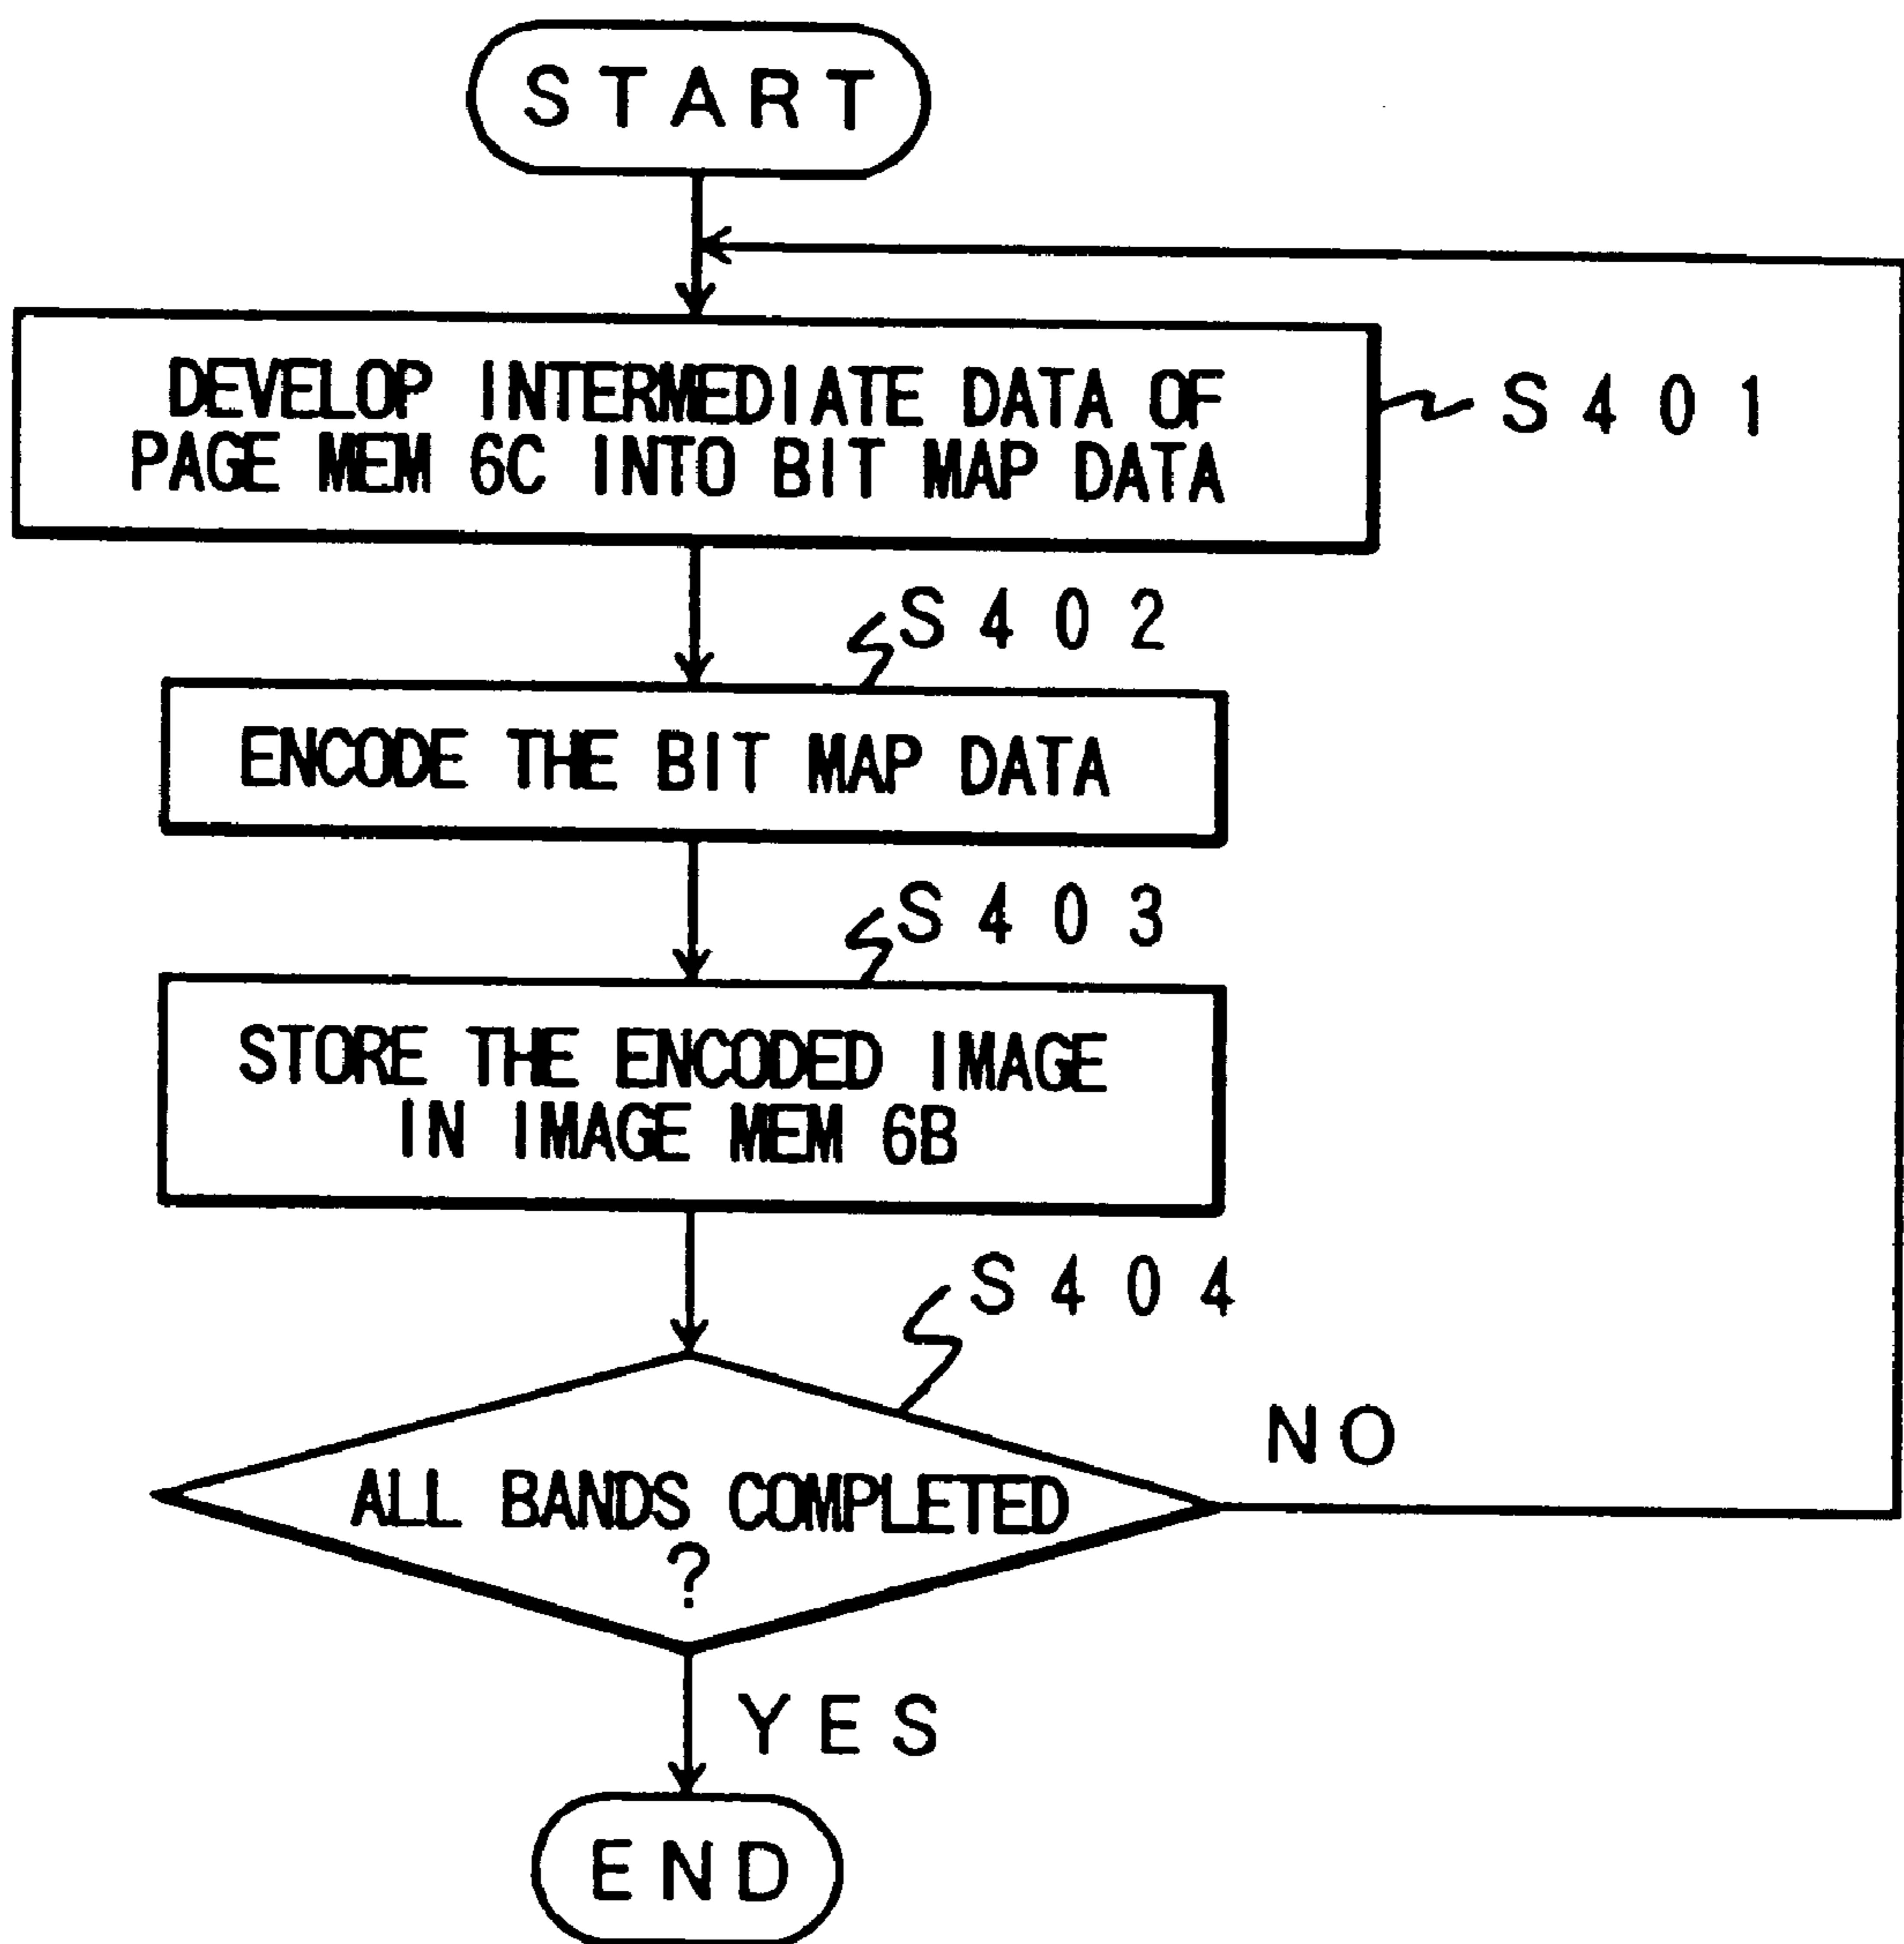 START
DEVELOP INTERMEDIATE DATA OF
PAGE MEM 6C INTO BIT MAP DATA
S401
S402
ENCODE THE BIT MAP DATA
S403
STORE THE ENCODED IMAGE
IN IMAGE MEM 6B
S404
ALL BANDS COMPLETED
?
NO
YES
END